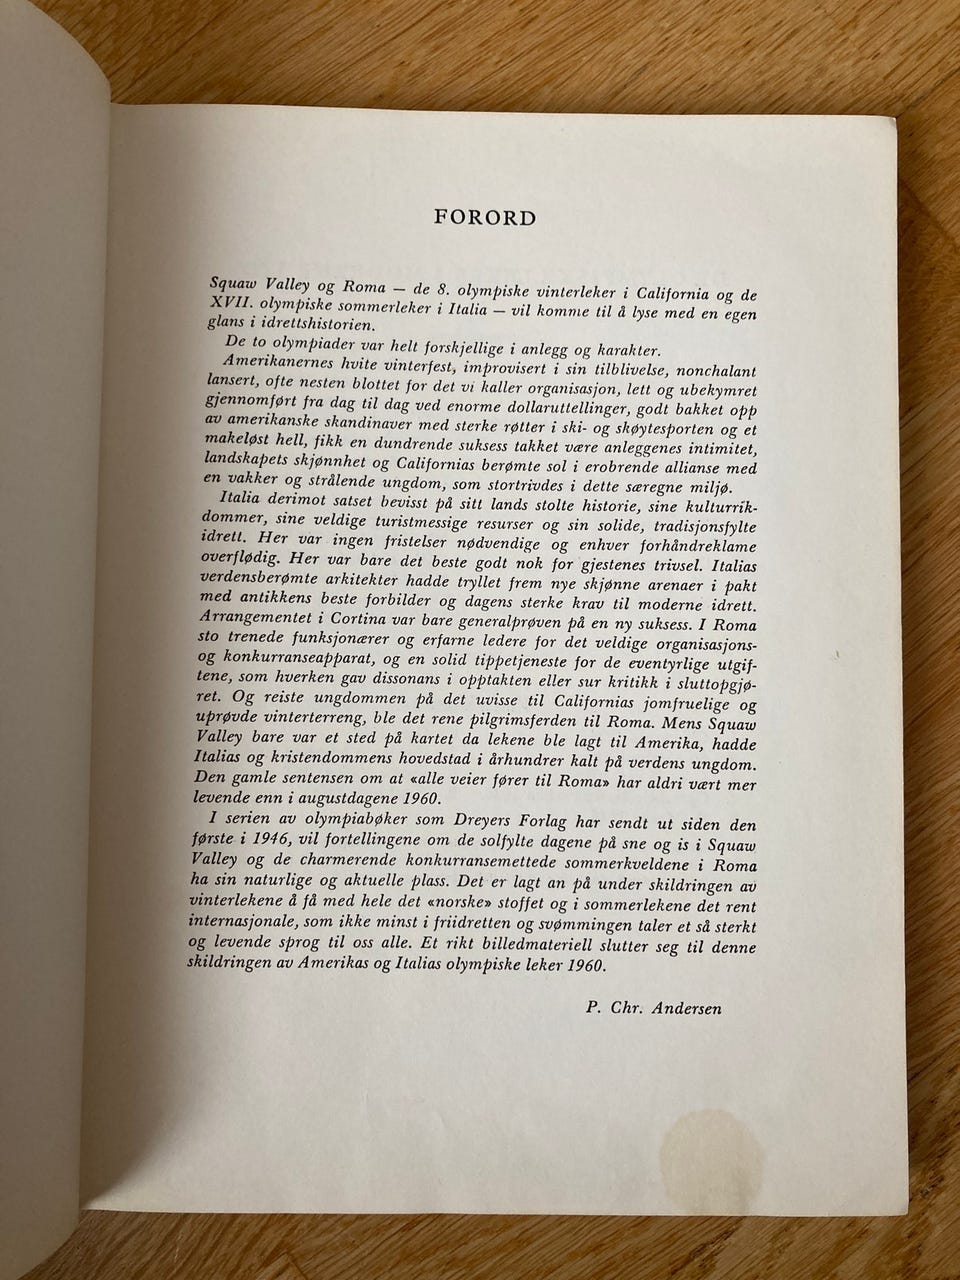 FORORD
Squaw Valley og Roma — de 8. olympiske vinterleker i California og de
XVII. olympiske sommerleker i Italia — vil komme til å lyse med en egen
glans i idrettshistorien.
De to olympiader var helt forskjellige i anlegg og karakter.
Amerikanernes hvite vinterfest, improvisert i sin tilblivelse, nonchalant
lansert, ofte nesten blottet for det vi kaller organisasjon, lett og ubekymret
gjennomført fra dag til dag ved enorme dollaruttellinger, godt bakket opp
av amerikanske skandinaver med sterke røtter i ski- og skøytesporten og et
makeløst hell, fikk en dundrende suksess takket være anleggenes intimitet,
landskapets skjønnhet og Californias berømte sol i erobrende allianse med
en vakker og strålende ungdom, som stortrivdes i dette særegne miljø.
Italia derimot satset bevisst på sitt lands stolte historie, sine kulturrik-
dommer, sine veldige turistmessige resurser og sin solide, tradisjonsfylte
idrett. Her var ingen fristelser nødvendige og enhver forhåndreklame
overflødig. Her var bare det beste godt nok for gjestenes trivsel. Italias
verdensberømte arkitekter hadde tryllet frem nye skjønne arenaer i pakt
med antikkens beste forbilder og dagens sterke krav til moderne idrett.
Arrangementet i Cortina var bare generalprøven på en ny suksess. I Roma
sto trenede funksjonærer og erfarne ledere for det veldige organisasjons-
og konkurranseapparat, og en solid tippetjeneste for de eventyrlige utgif-
tene, som hverken gav dissonans i opptakten eller sur kritikk i sluttopgjø-
ret. Og reiste ungdommen på det uvisse til Californias jomfruelige og
uprøvde vinterterreng, ble det rene pilgrimsferden til Roma. Mens Squaw
Valley bare var et sted på kartet da lekene ble lagt til Amerika, hadde
Italias og kristendommens hovedstad i århundrer kalt på verdens ungdom.
Den gamle sentensen om at «alle veier fører til Roma» har aldri vært mer
levende enn i augustdagene 1960.
I serien av olympiabøker som Dreyers Forlag har sendt ut siden den
første i 1946, vil fortellingene om de solfylte dagene på sne og is i Squaw
Valley og de charmerende konkurransemettede sommerkveldene i Roma
ha sin naturlige og aktuelle plass. Det er lagt an på under skildringen av
vinterlekene å få med hele det «norske» stoffet og i sommerlekene det rent
internasjonale, som ikke minst i friidretten og svømmingen taler et så sterkt
og levende sprog til oss alle. Et rikt billedmateriell slutter seg til denne
skildringen av Amerikas og Italias olympiske leker 1960.
P. Chr. Andersen